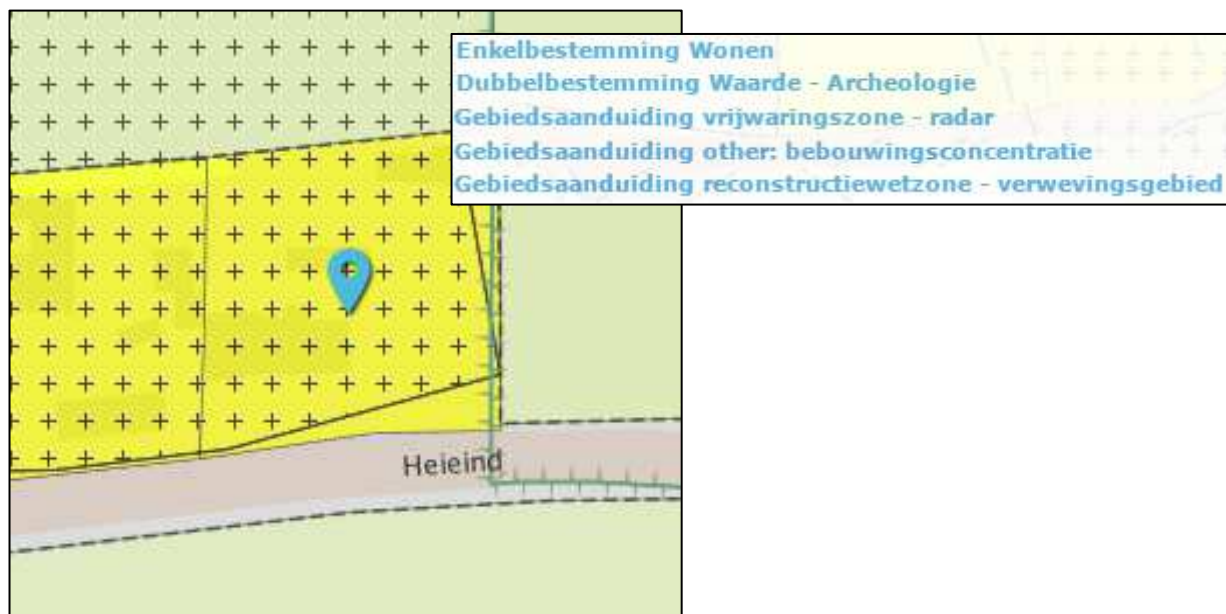 Enkelbestemming Wonen
Dubbelbestemming Waarde - Archeologie
Gebiedsaanduiding vrijwaringszone - radar
Gebiedsaanduiding other: bebouwingsconcentratie
Gebiedsaanduiding reconstructiewetzone - verwevingsgebied
Heieind